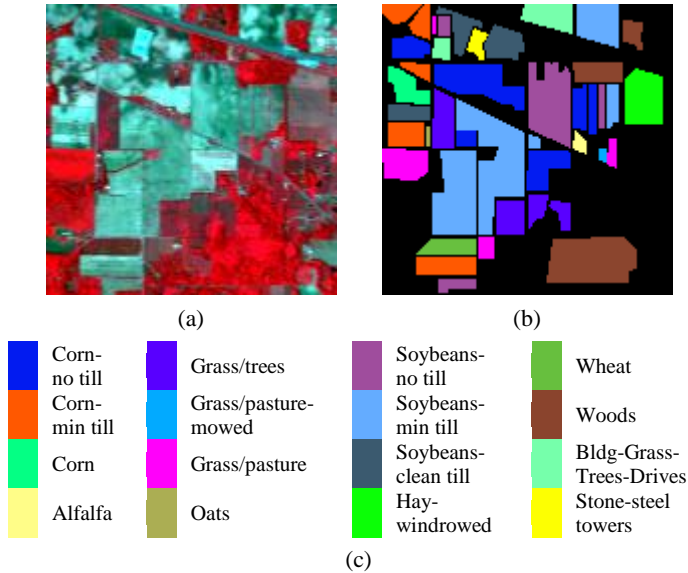 (a)
(b)
Corn-
no till
Grass/trees
Soybeans-
no till
Wheat
Corn-
min till
Grass/pasture-
mowed
Soybeans-
min till
Woods
Corn
Grass/pasture
Soybeans-
clean till
Bldg-Grass-
Trees-Drives
Alfalfa
Oats
Hay-
windrowed
Stone-steel
towers
(c)